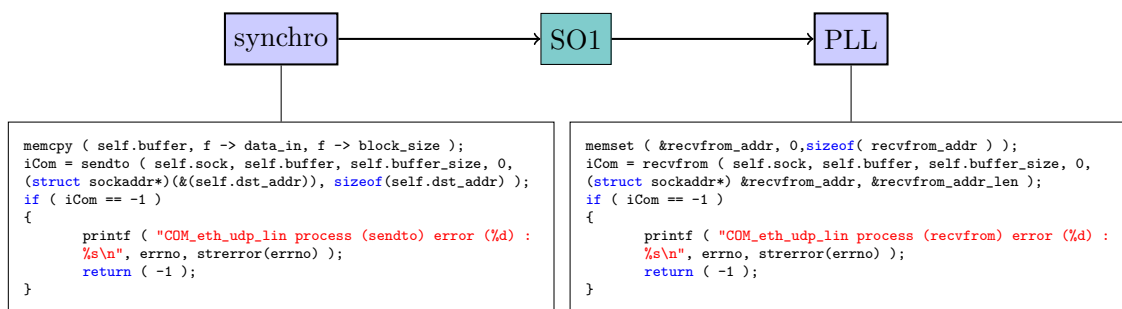 synchro
SO1
PLL
memcpy ( self.buffer, f -> data_in, f -> block_size );
iCom = sendto ( self.sock, self.buffer, self.buffer_size, 0,
(struct sockaddr*)(&(self.dst_addr)), sizeof(self.dst_addr) );
if ( iCom == -1 )
{
printf ( "COM_eth_udp_lin process (sendto) error (%d) :
%s\n", errno, strerror(errno) );
return ( -1 );
}
memset ( &recvfrom_addr, 0,sizeof( recvfrom_addr ) );
iCom = recvfrom ( self.sock, self.buffer, self.buffer_size, 0,
(struct sockaddr*) &recvfrom_addr, &recvfrom_addr_len );
if ( iCom == -1 )
{
printf ( "COM_eth_udp_lin process (recvfrom) error (%d) :
%s\n", errno, strerror(errno) );
return ( -1 );
}